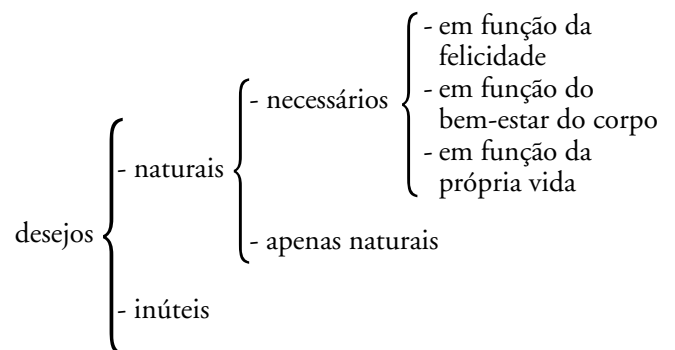 - em função da
felicidade
- necessários
- em função do
bem-estar do corpo
- em função da
própria vida
- naturais
desejos
- apenas naturais
- inúteis